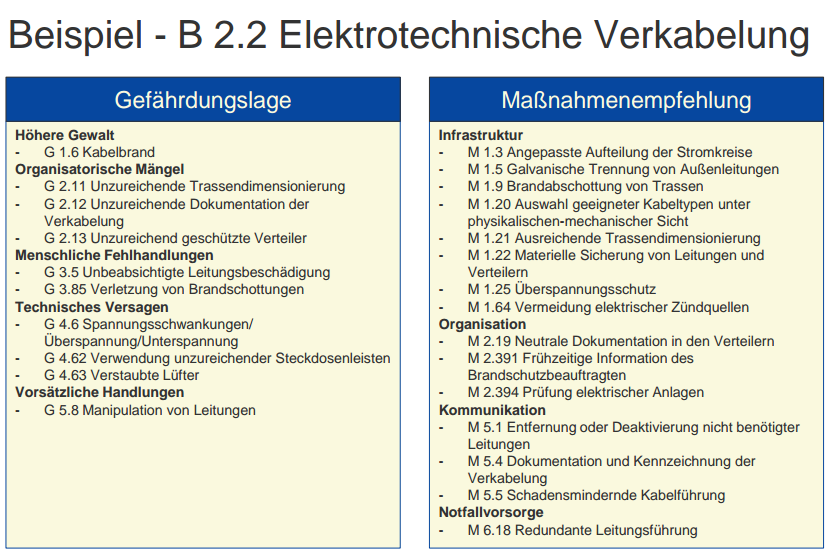 Beispiel - B 2.2 Elektrotechnische Verkabelung
Gefährdungslage
Höhere Gewalt
- G 1.6 Kabelbrand
Organisatorische Mängel
- G 2.11 Unzureichende Trassendimensionierung
- G 2.12 Unzureichende Dokumentation der
Verkabelung
- G 2.13 Unzureichend geschützte Verteiler
Menschliche Fehlhandlungen
- G 3.5 Unbeabsichtigte Leitungsbeschädigung
- G 3.85 Verletzung von Brandschottungen
Technisches Versagen
- G 4.6 Spannungsschwankungen/
Überspannung/Unterspannung
- G 4.62 Verwendung unzureichender Steckdosenleisten
- G 4.63 Verstaubte Lüfter
Vorsätzliche Handlungen
- G 5.8 Manipulation von Leitungen
Maßnahmenempfehlung
Infrastruktur
- M 1.3 Angepasste Aufteilung der Stromkreise
- M 1.5 Galvanische Trennung von Außenleitungen
- M 1.9 Brandabschottung von Trassen
- M 1.20 Auswahl geeigneter Kabeltypen unter
physikalischen-mechanischer Sicht
- M 1.21 Ausreichende Trassendimensionierung
- M 1.22 Materielle Sicherung von Leitungen und
Verteilern
- M 1.25 Überspannungsschutz
- M 1.64 Vermeidung elektrischer Zündquellen
Organisation
- M 2.19 Neutrale Dokumentation in den Verteilern
- M 2.391 Frühzeitige Information des
Brandschutzbeauftragten
- M 2.394 Prüfung elektrischer Anlagen
Kommunikation
- M 5.1 Entfernung oder Deaktivierung nicht benötigter
Leitungen
- M 5.4 Dokumentation und Kennzeichnung der
Verkabelung
- M 5.5 Schadensmindernde Kabelführung
Notfallvorsorge
- M 6.18 Redundante Leitungsführung